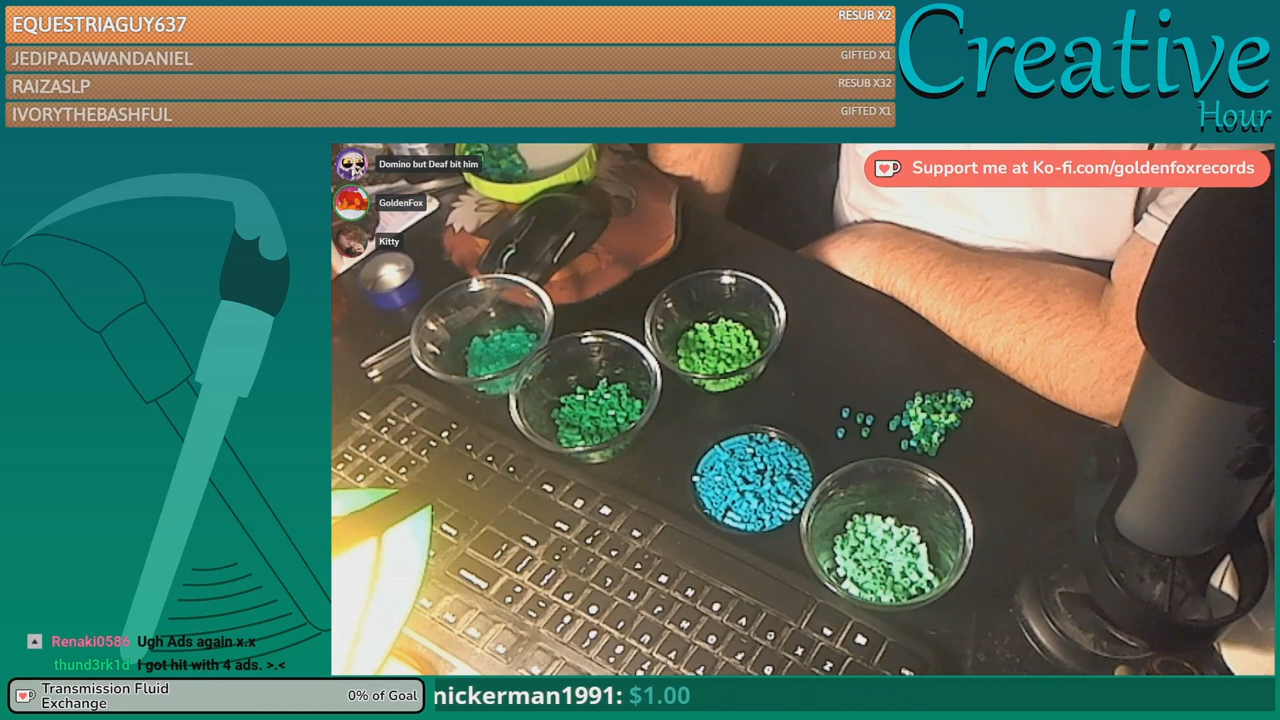 EQUESTRIAGUY637 RESUB X2
JEDIPADAWANDANIEL GIFTED X1
RAIZASLP RESUB X32
IVORYTHEBASHFUL GIFTED X1
Creative
Hour
Domino but Deaf bit him
GoldenFox
Kitty
Support me at Ko-fi.com/goldenfoxrecords
Renaki0586 Ugh Ads again x.x
thund3rk1d I got hit with 4 ads. >.<
Transmission Fluid
Exchange
0% of Goal
nickerman1991: $1.00